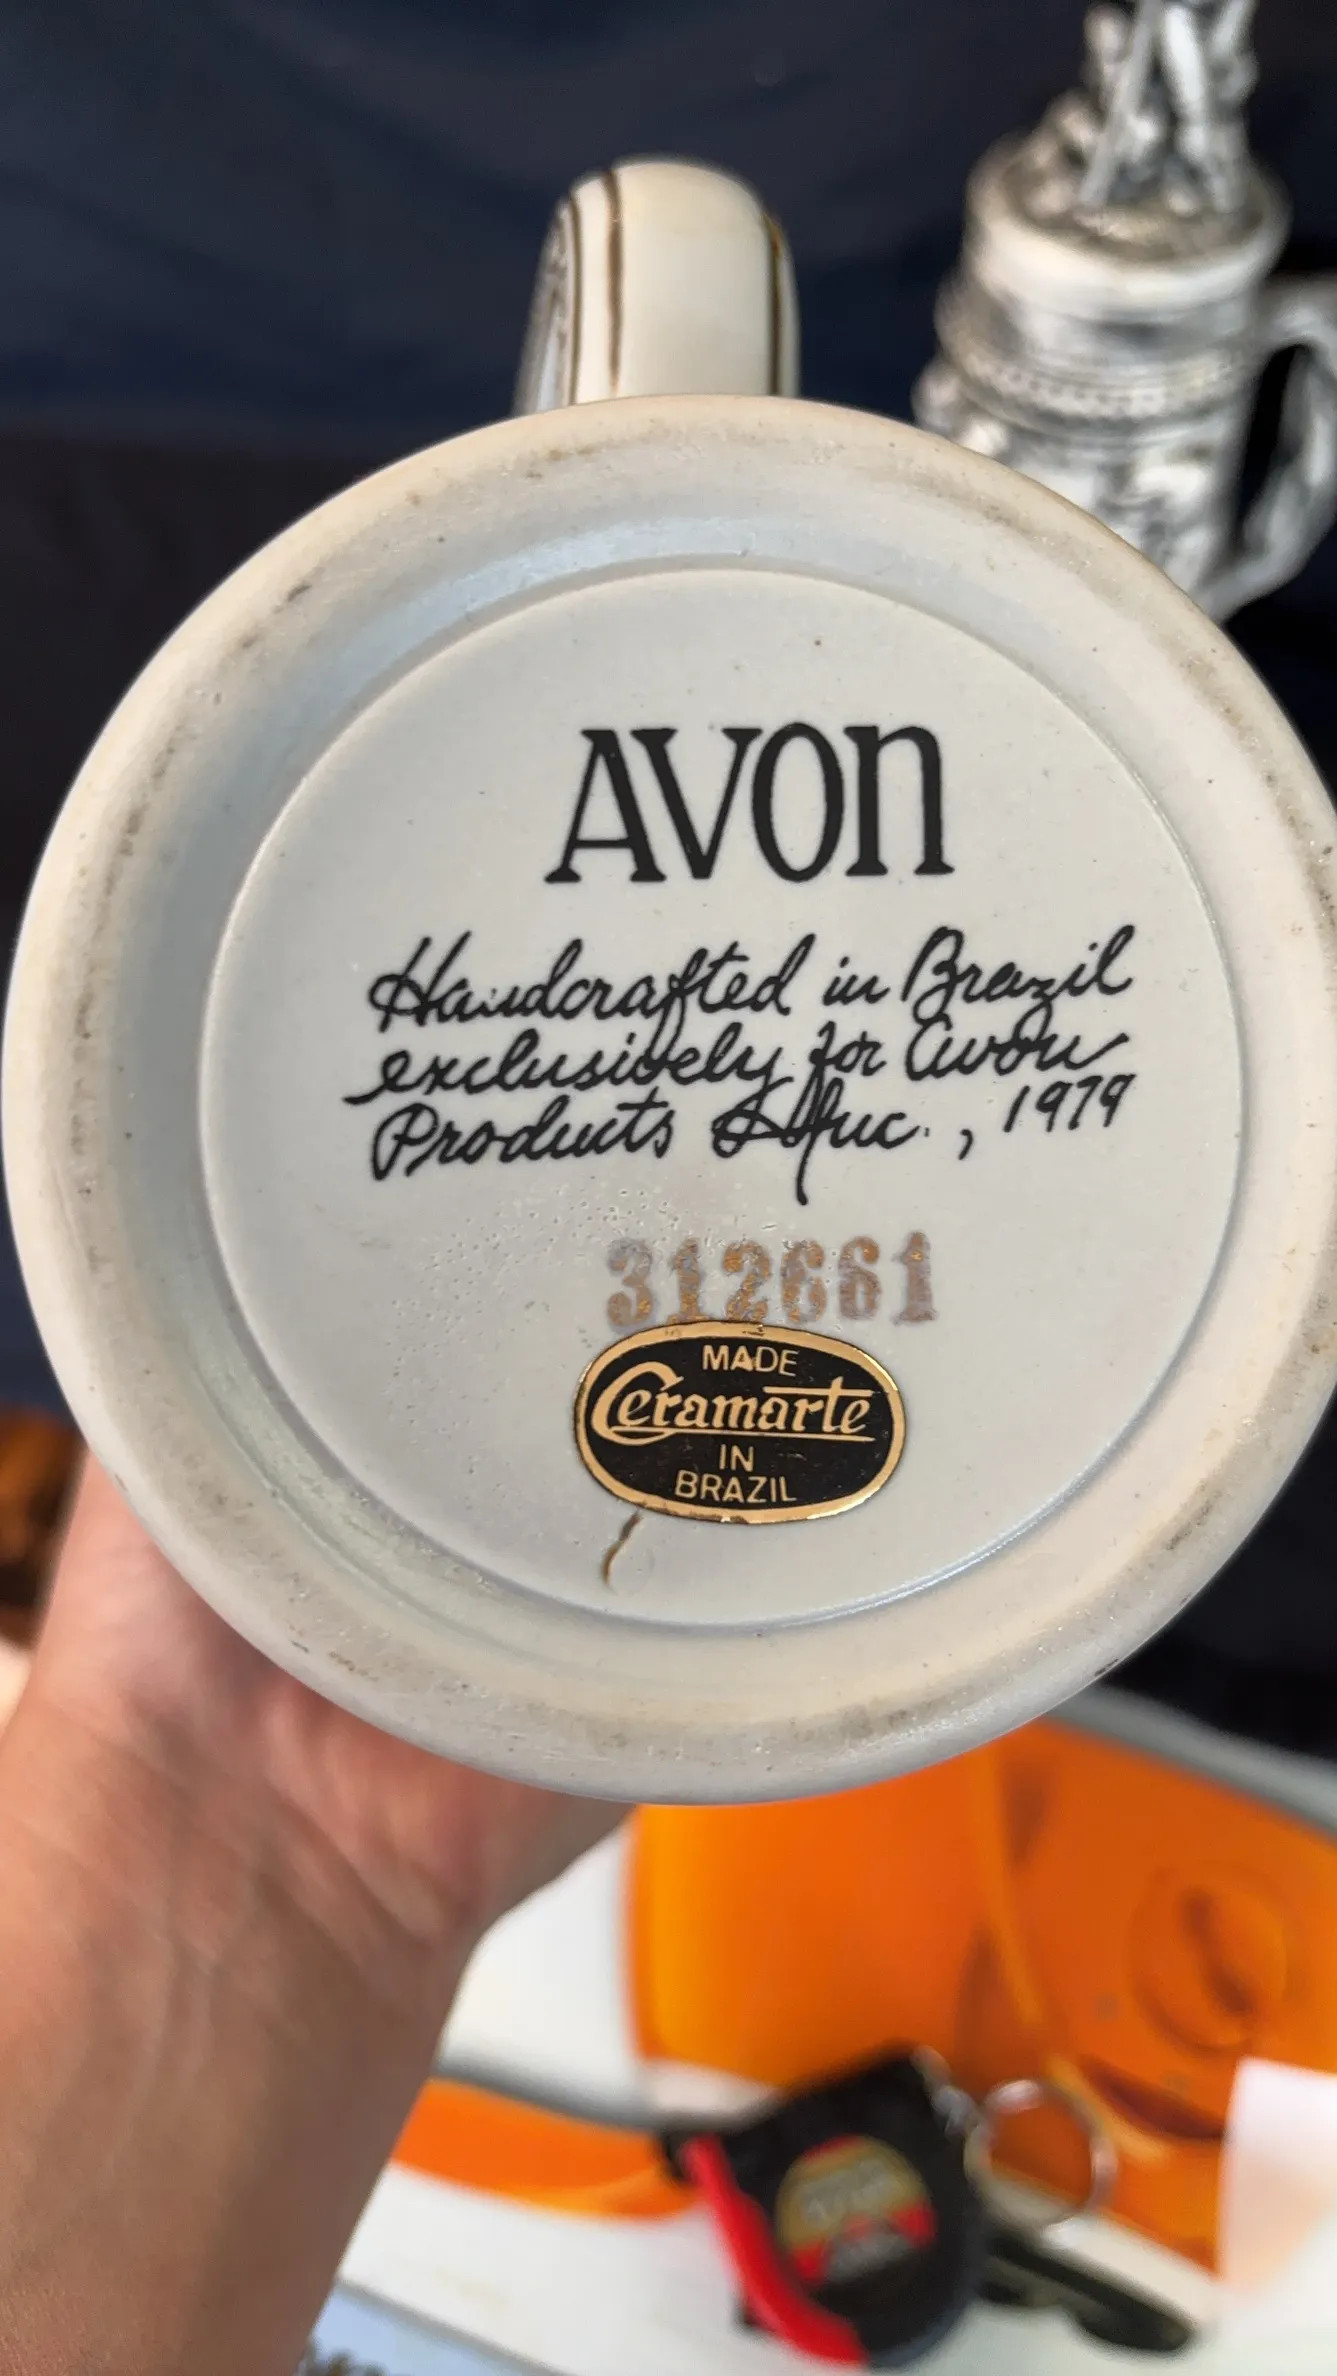 AVON
Handcrafted in Brazil
exclusively for Avon
Products Inc., 1979
312661
MADE
Ceramarte
IN
BRAZIL